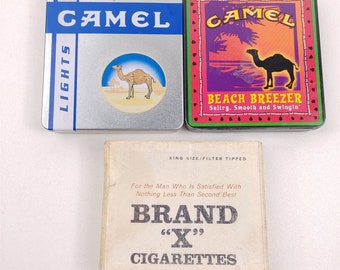 CAMEL
LIGHTS
CAMEL
BEACH BREEZER
Sultry, Smooth and Swingin'
KING SIZE/FILTER TIPPED
For the Man Who is Satisfied With
Nothing Less Than Second Best
BRAND
"X"
CIGARETTES